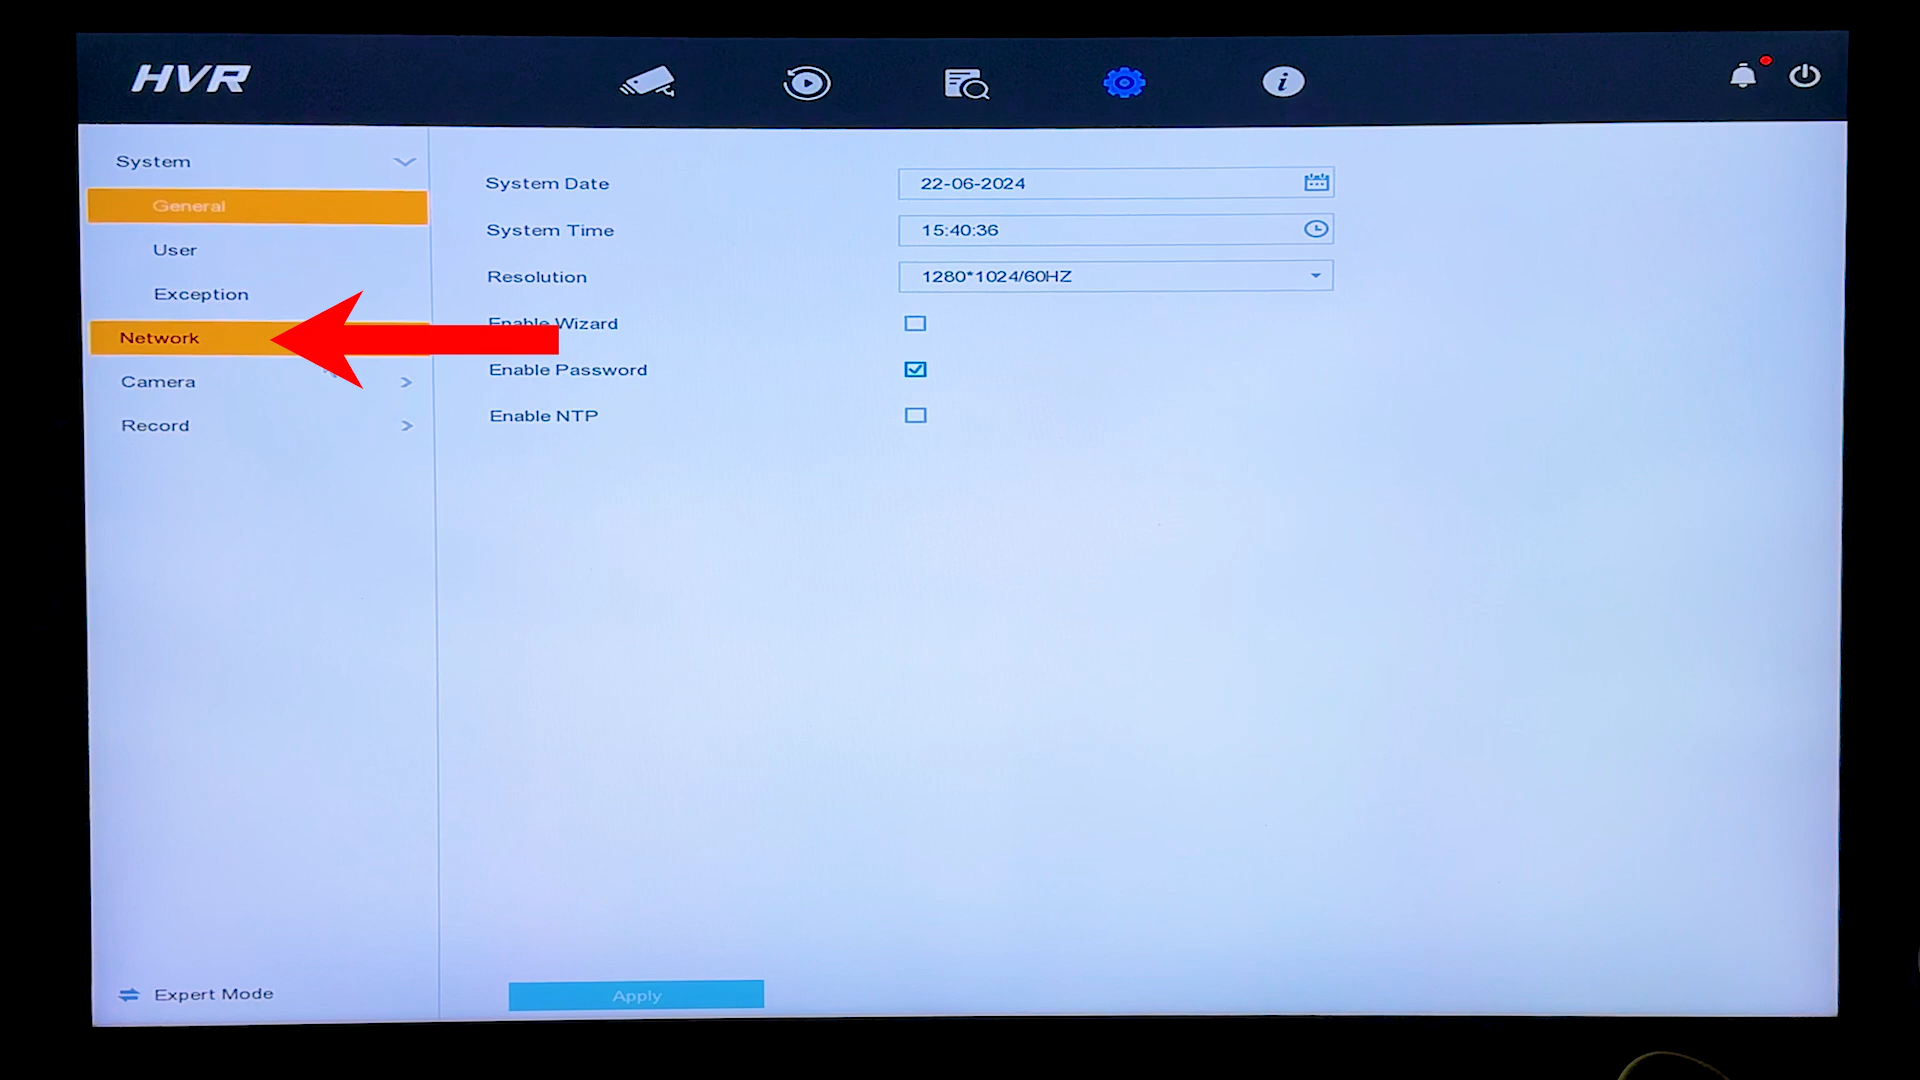 HVR
System
General
User
Exception
Network
Camera
Record
Expert Mode
System Date 22-06-2024
System Time 15:40:36
Resolution 1280*1024/60HZ
Enable Wizard
Enable Password
Enable NTP
Apply